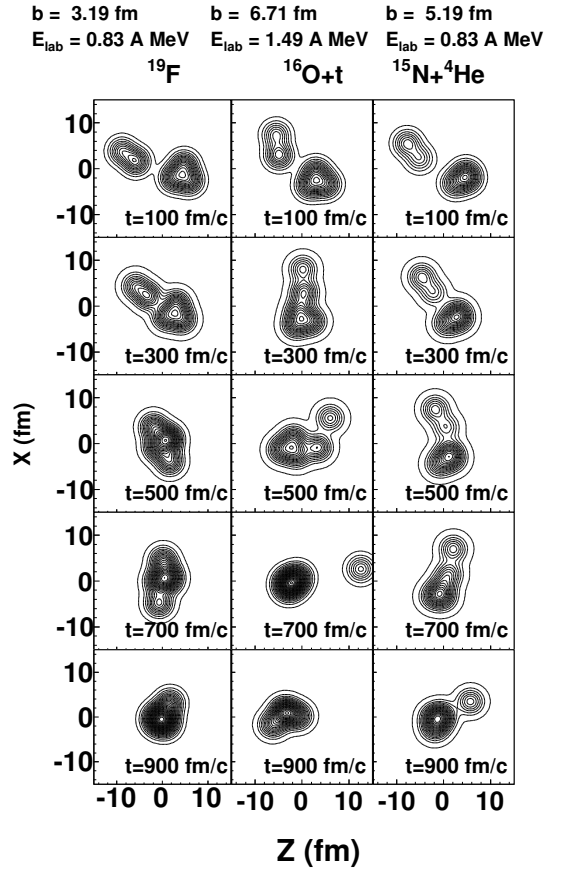 b = 3.19 fm b = 6.71 fm b = 5.19 fm
E_lab = 0.83 A MeV E_lab = 1.49 A MeV E_lab = 0.83 A MeV
¹⁹F ¹⁶O+t ¹⁵N+⁴He
10
0
-10
t=100 fm/c t=100 fm/c t=100 fm/c
10
0
-10
t=300 fm/c t=300 fm/c t=300 fm/c
10
0
-10
t=500 fm/c t=500 fm/c t=500 fm/c
10
0
-10
t=700 fm/c t=700 fm/c t=700 fm/c
10
0
-10
t=900 fm/c t=900 fm/c t=900 fm/c
-10 0 10 -10 0 10 -10 0 10
X (fm)
Z (fm)